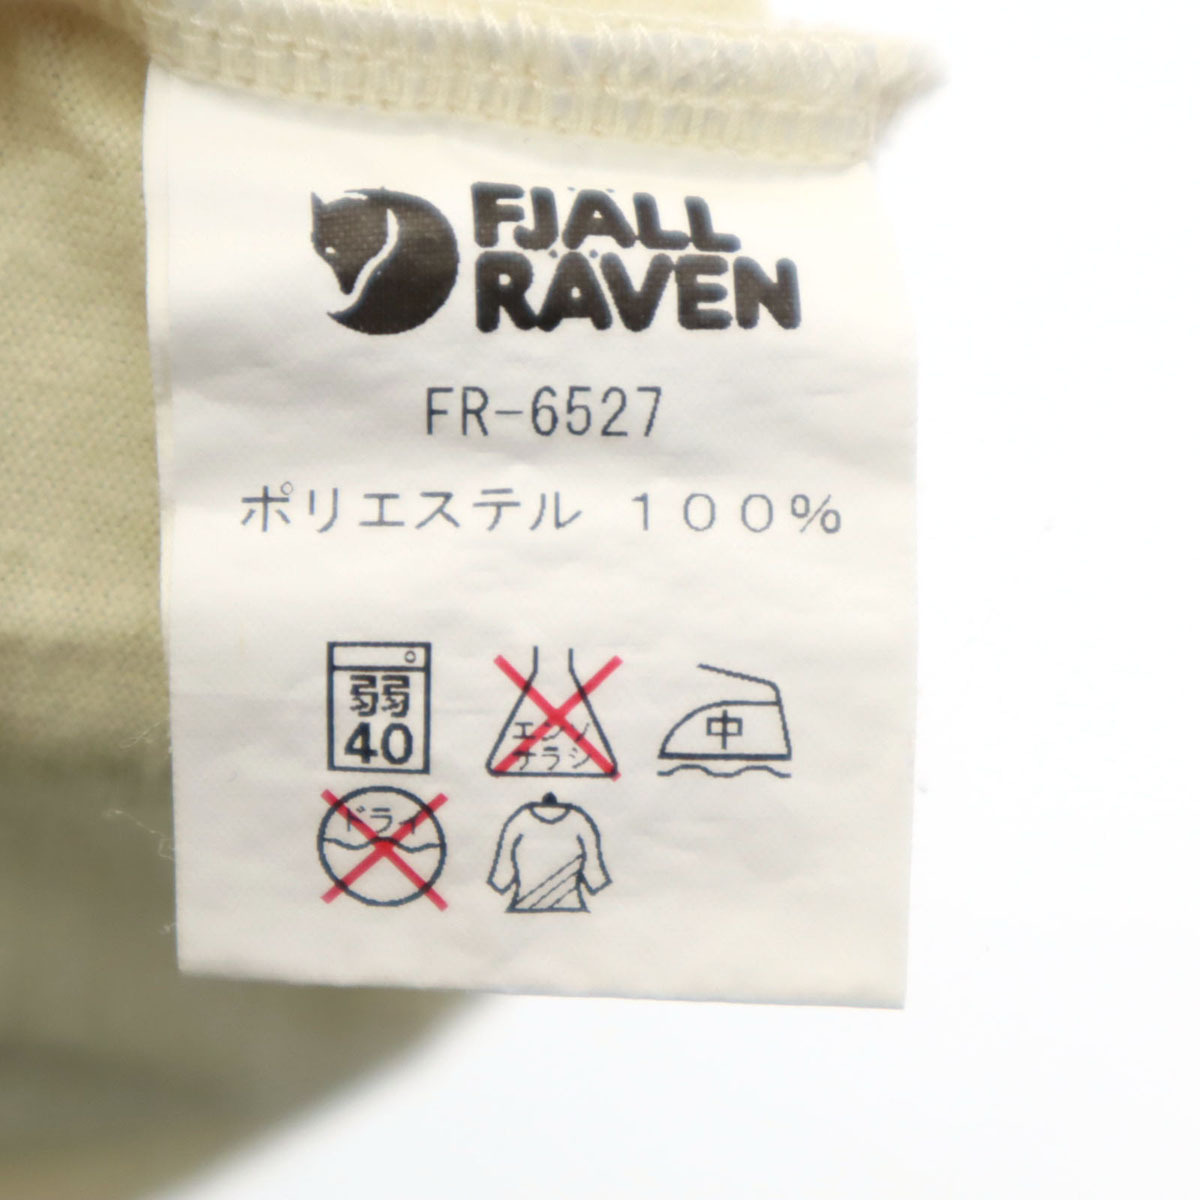 FJÄLL
RÄVEN
FR-6527
ポリエステル 100%
弱
40
エンソ
サラシ
中
ドライ